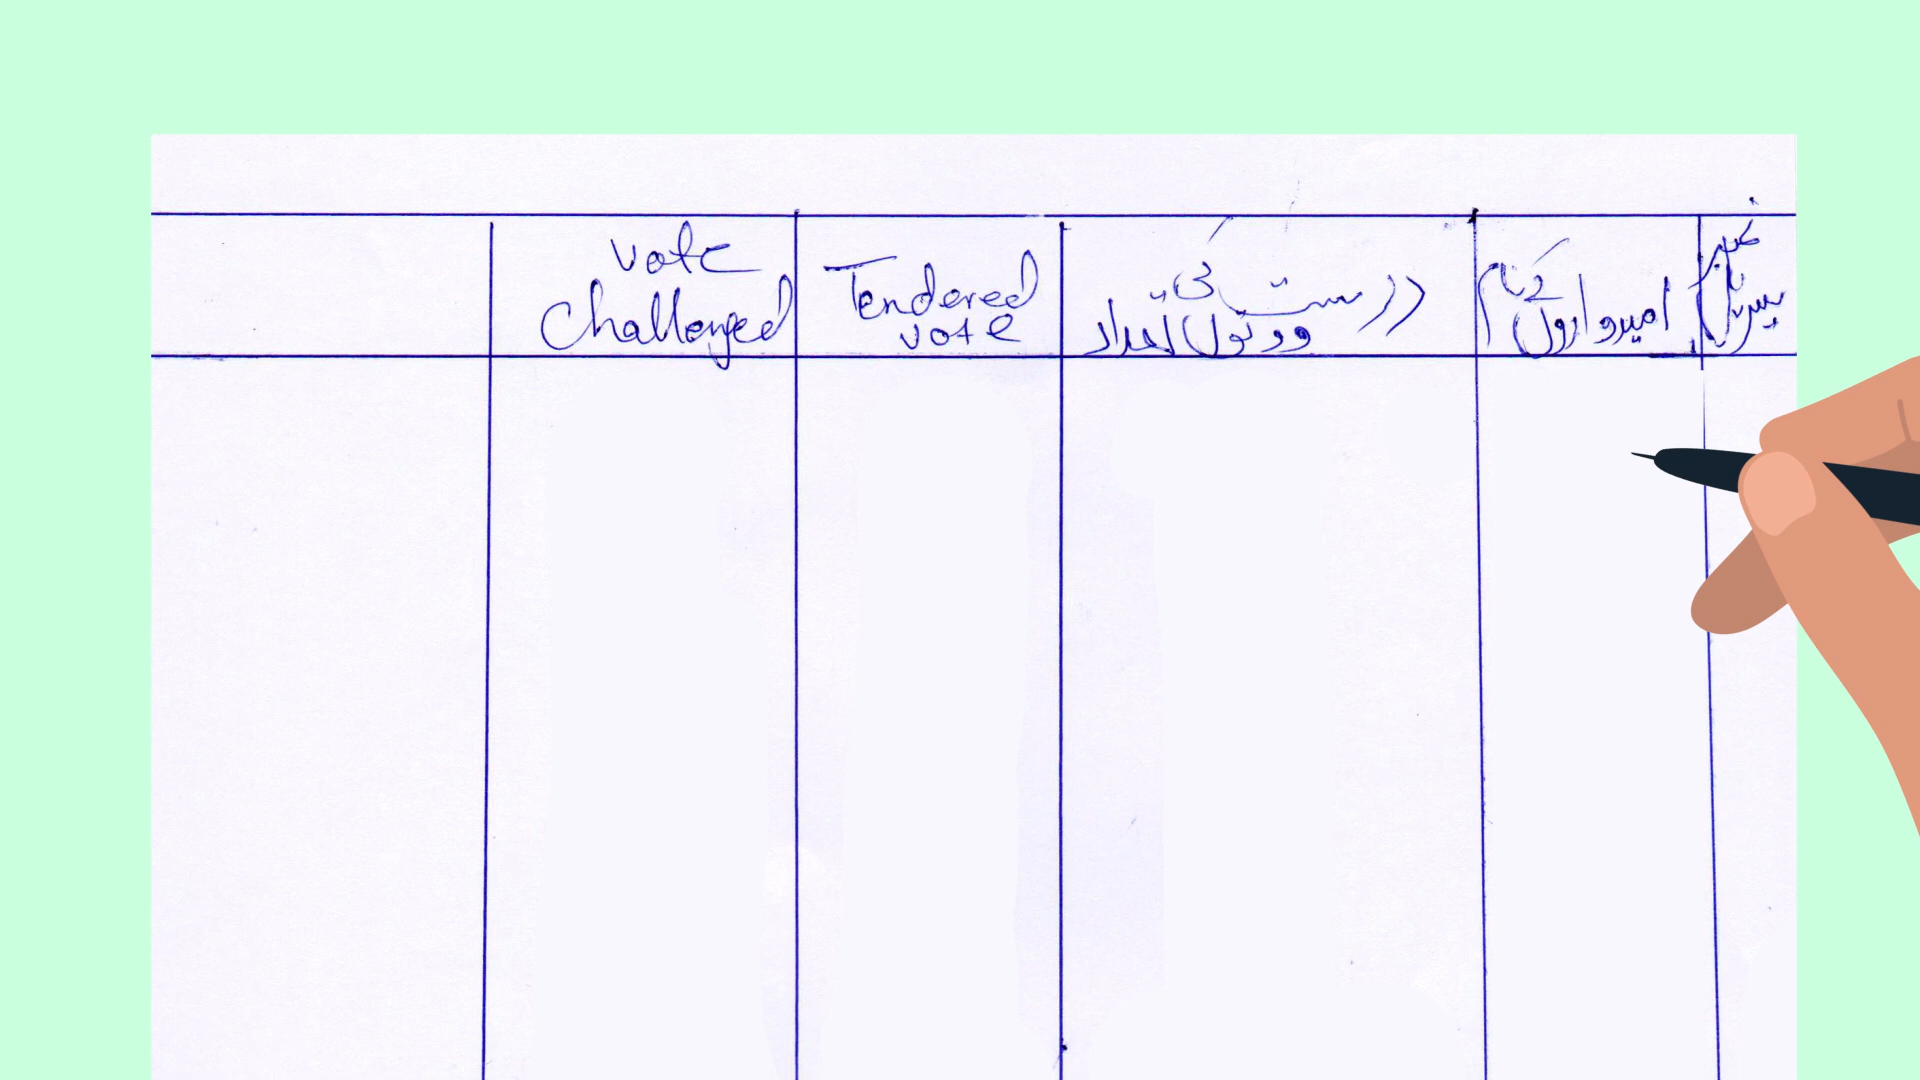 سیریل نمبر
امیدواروں کے نام
درست
ووٹوں کی تعداد
Tendered
vote
vote
Challenged